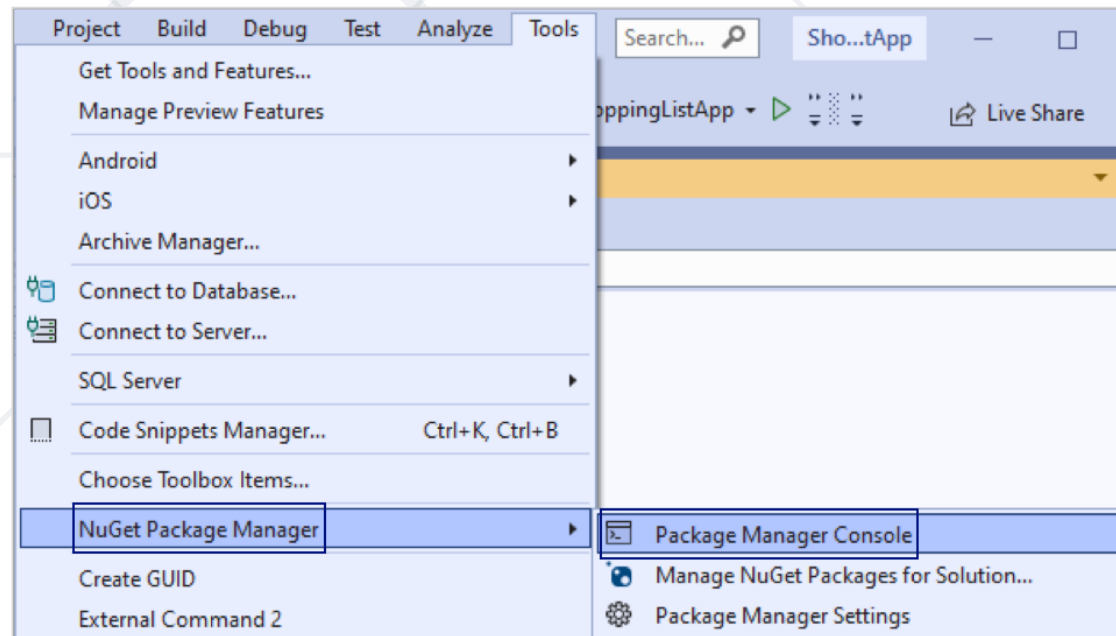 Project Build Debug Test Analyze Tools
Search... Sho...tApp
Get Tools and Features...
Manage Preview Features
oppingListApp Live Share
Android
iOS
Archive Manager...
Connect to Database...
Connect to Server...
SQL Server
Code Snippets Manager... Ctrl+K, Ctrl+B
Choose Toolbox Items...
NuGet Package Manager
Package Manager Console
Create GUID
Manage NuGet Packages for Solution...
External Command 2
Package Manager Settings